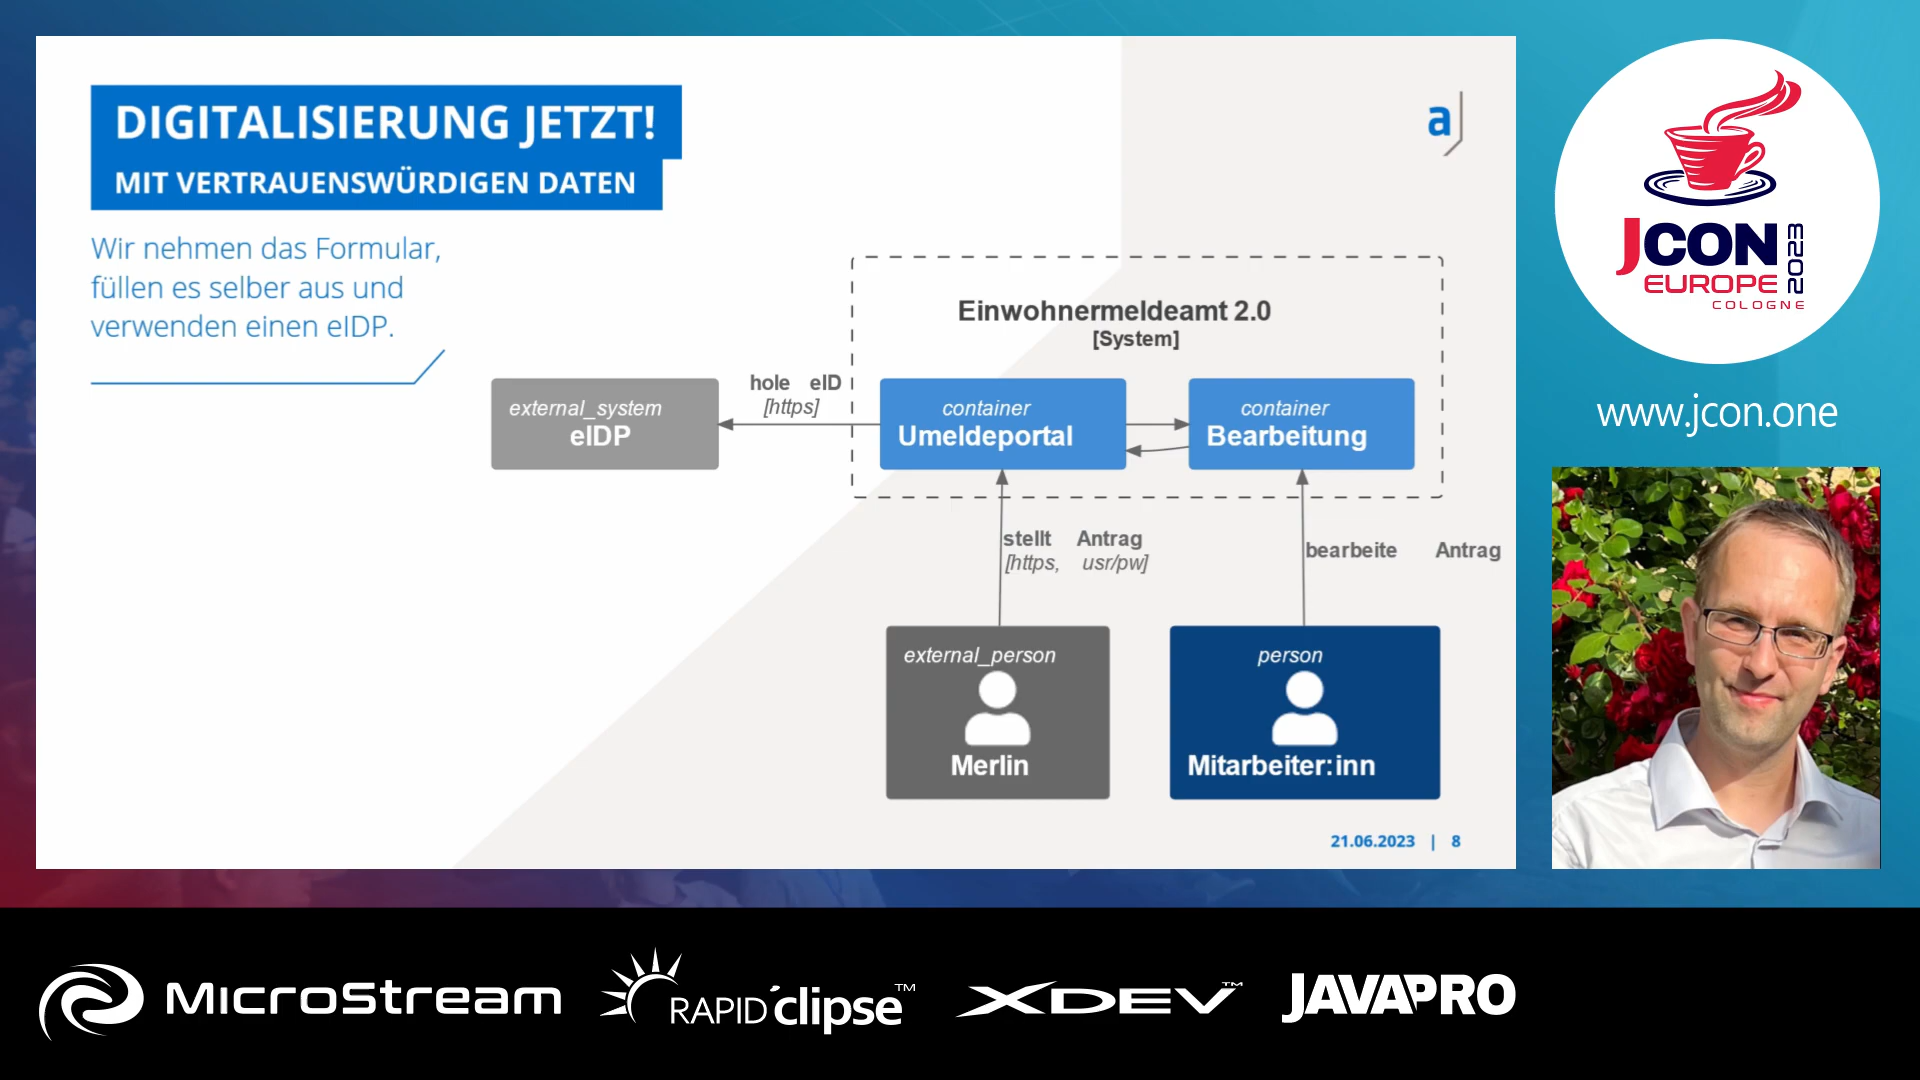 DIGITALISIERUNG JETZT!
MIT VERTRAUENSWÜRDIGEN DATEN
Wir nehmen das Formular,
füllen es selber aus und
verwenden einen eIDP.
a
Einwohnermeldeamt 2.0
[System]
hole eID
[https]
external_system
eIDP
container
Umeldeportal
container
Bearbeitung
stellt Antrag
[https, usr/pw]
bearbeite Antrag
external_person
Merlin
person
Mitarbeiter:inn
21.06.2023 | 8
JCON
EUROPE
COLOGNE
2023
www.jcon.one
MicroStream
RAPID'clipse™
XDEV™
JAVAPRO